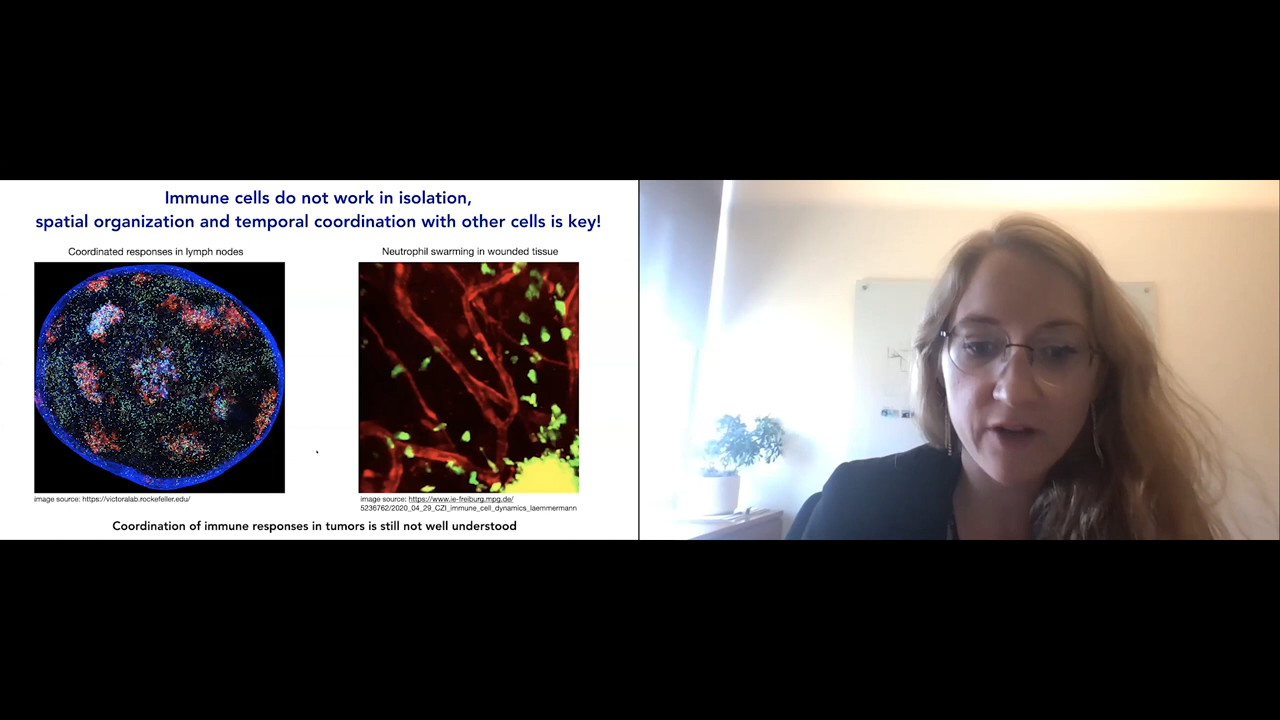 Immune cells do not work in isolation,
spatial organization and temporal coordination with other cells is key!
Coordinated responses in lymph nodes
Neutrophil swarming in wounded tissue
image source: https://victoralab.rockefeller.edu/
image source: https://www.ie-freiburg.mpg.de/
5236762/2020_04_29_CZI_immune_cell_dynamics_laemmermann
Coordination of immune responses in tumors is still not well understood